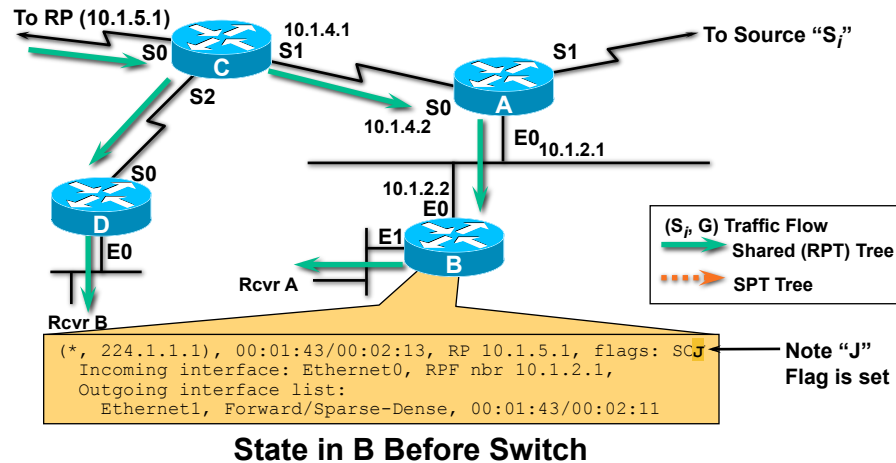 To RP (10.1.5.1)
10.1.4.1
S0
C
S1
S2
S1
To Source “Si”
S0
A
10.1.4.2
E0
10.1.2.1
S0
D
E0
Rcvr B
10.1.2.2
E0
E1
B
Rcvr A
(Si, G) Traffic Flow
Shared (RPT) Tree
SPT Tree
(*, 224.1.1.1), 00:01:43/00:02:13, RP 10.1.5.1, flags: SCJ
Incoming interface: Ethernet0, RPF nbr 10.1.2.1,
Outgoing interface list:
Ethernet1, Forward/Sparse-Dense, 00:01:43/00:02:11
Note “J”
Flag is set
State in B Before Switch